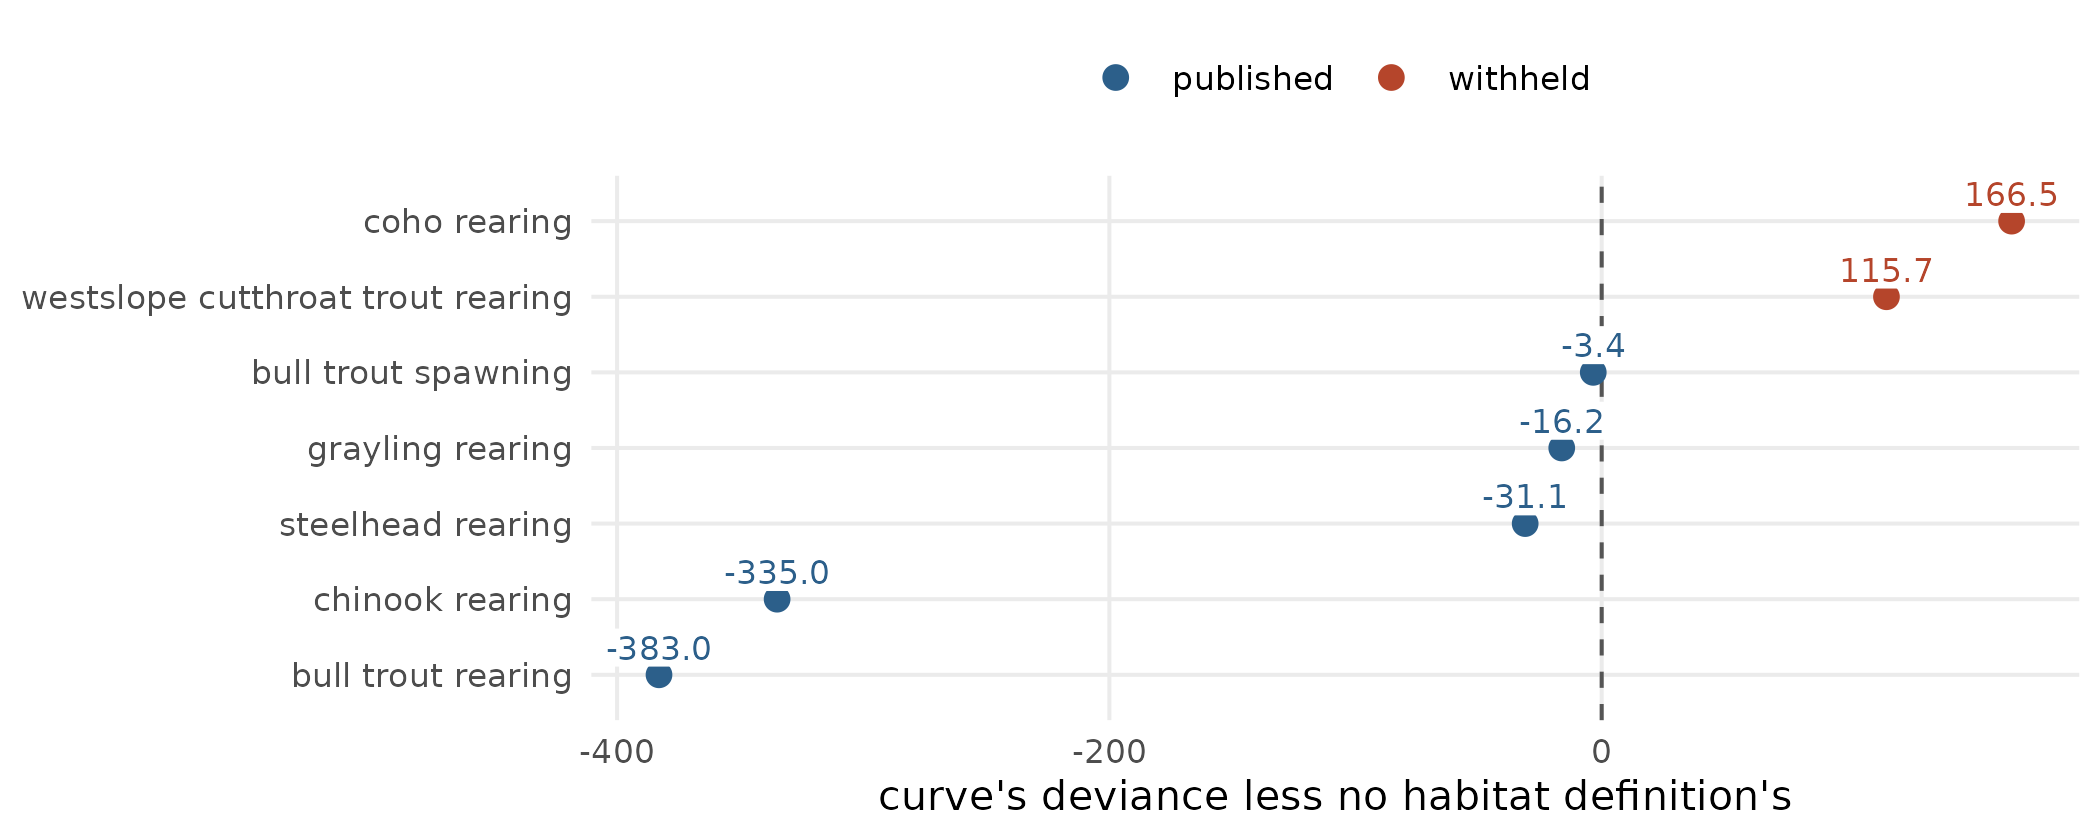 published withheld
coho rearing 166.5
westslope cutthroat trout rearing 115.7
bull trout spawning -3.4
grayling rearing -16.2
steelhead rearing -31.1
chinook rearing -335.0
bull trout rearing -383.0
-400 -200 0
curve's deviance less no habitat definition's